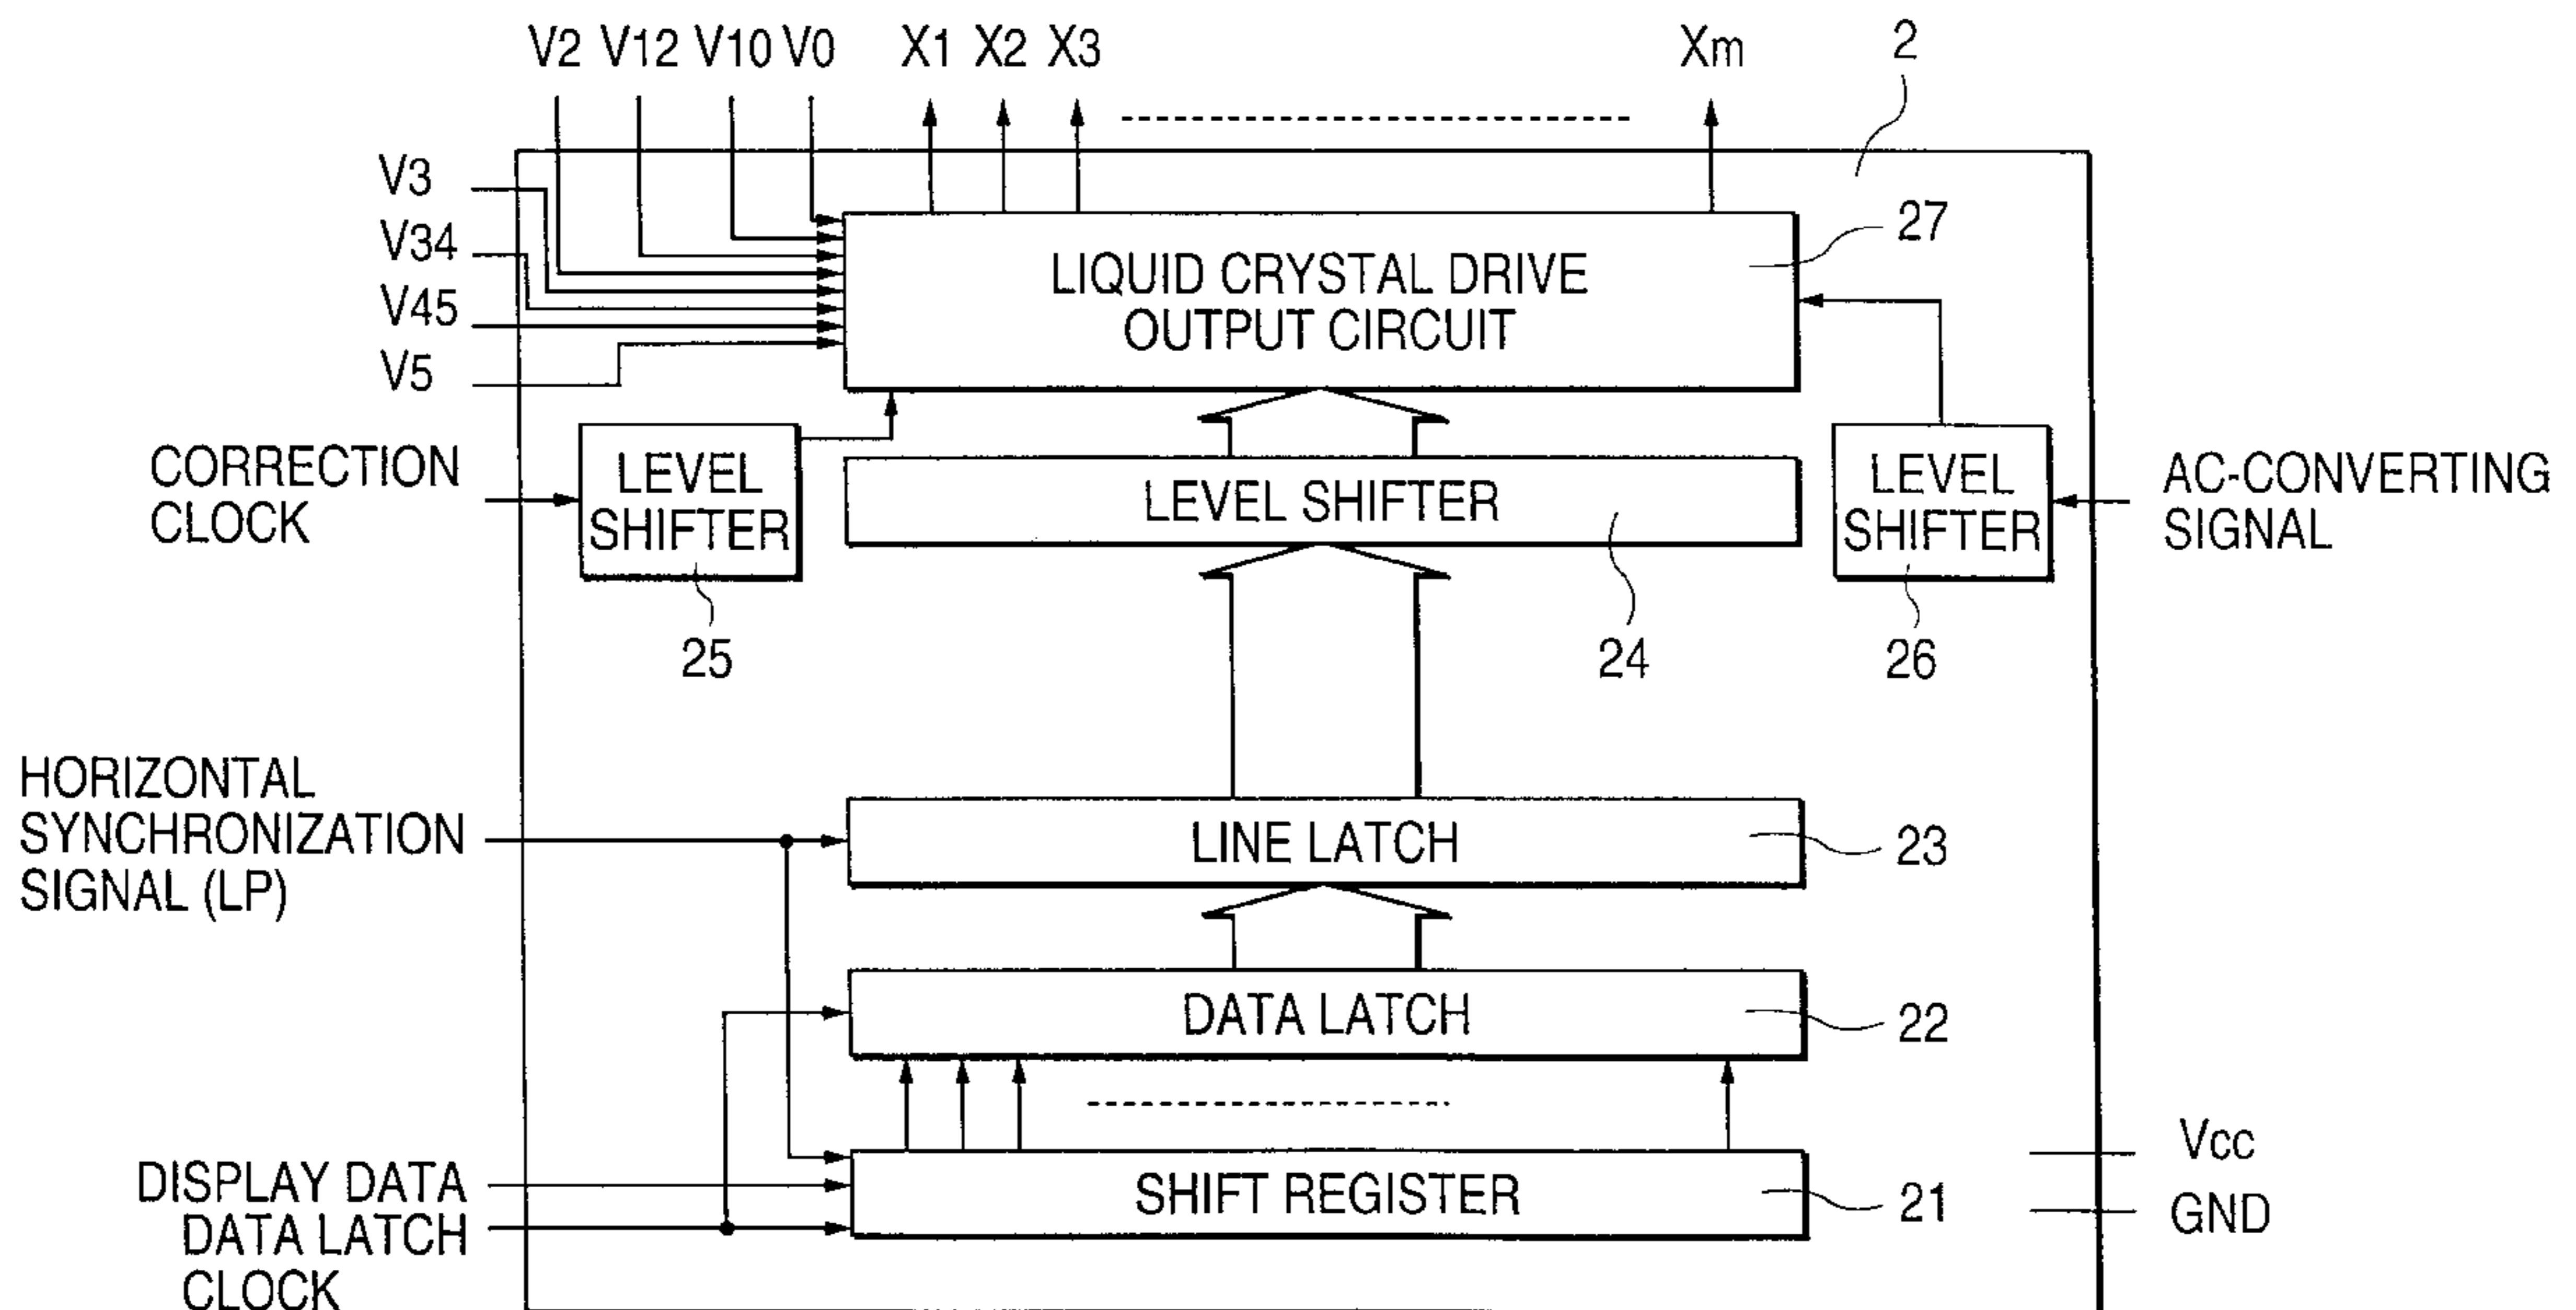 V2 V12 V10 V0 X1 X2 X3 Xm 2
V3
V34
V45
V5
LIQUID CRYSTAL DRIVE
OUTPUT CIRCUIT
27
CORRECTION
CLOCK
LEVEL
SHIFTER
25
LEVEL SHIFTER
24
LEVEL
SHIFTER
26
AC-CONVERTING
SIGNAL
HORIZONTAL
SYNCHRONIZATION
SIGNAL (LP)
LINE LATCH
23
DATA LATCH
22
DISPLAY DATA
DATA LATCH
CLOCK
SHIFT REGISTER
21
Vcc
GND